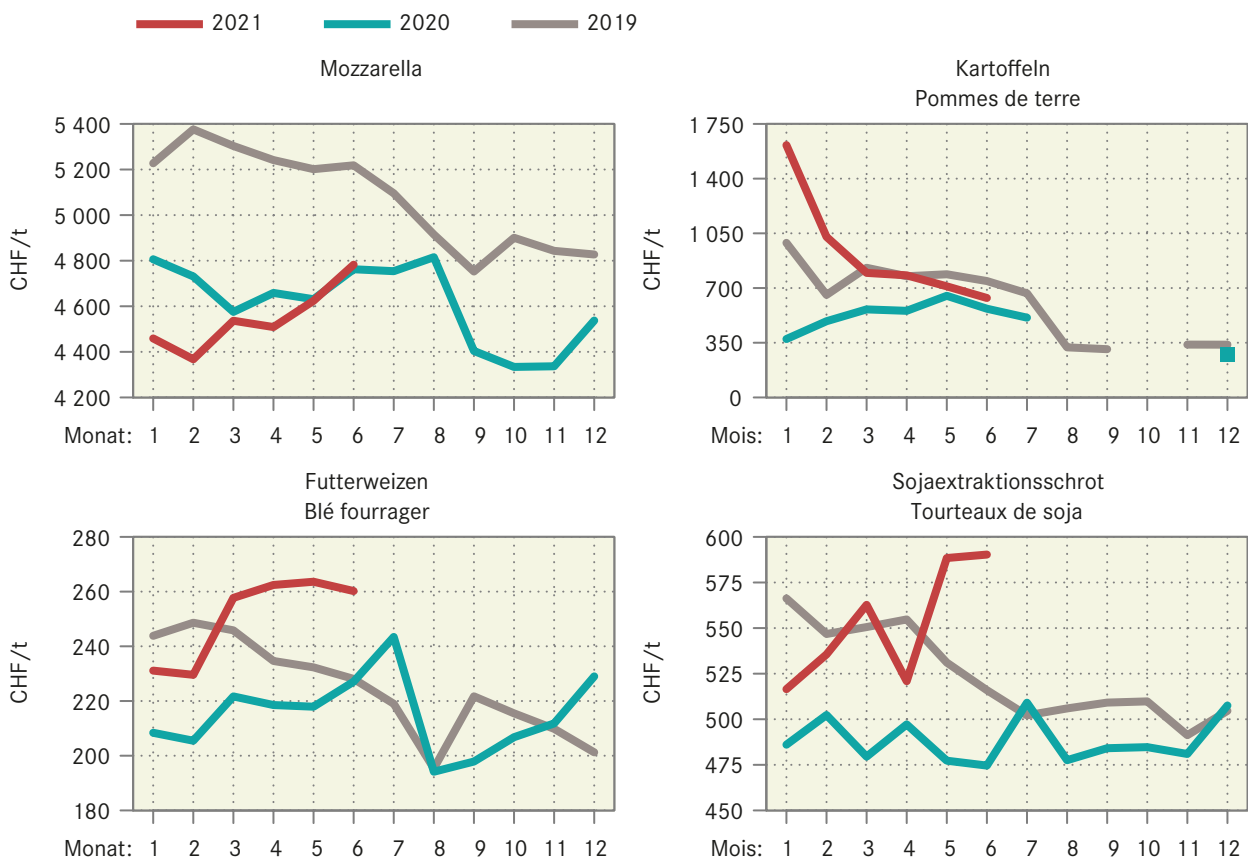 2021 2020 2019
Mozzarella
CHF/t
5 400
5 200
5 000
4 800
4 600
4 400
4 200
Monat: 1 2 3 4 5 6 7 8 9 10 11 12
Kartoffeln
Pommes de terre
CHF/t
1 750
1 400
1 050
700
350
0
Mois: 1 2 3 4 5 6 7 8 9 10 11 12
Futterweizen
Blé fourrager
CHF/t
280
260
240
220
200
180
Monat: 1 2 3 4 5 6 7 8 9 10 11 12
Sojaextraktionsschrot
Tourteaux de soja
CHF/t
600
575
550
525
500
475
450
Mois: 1 2 3 4 5 6 7 8 9 10 11 12